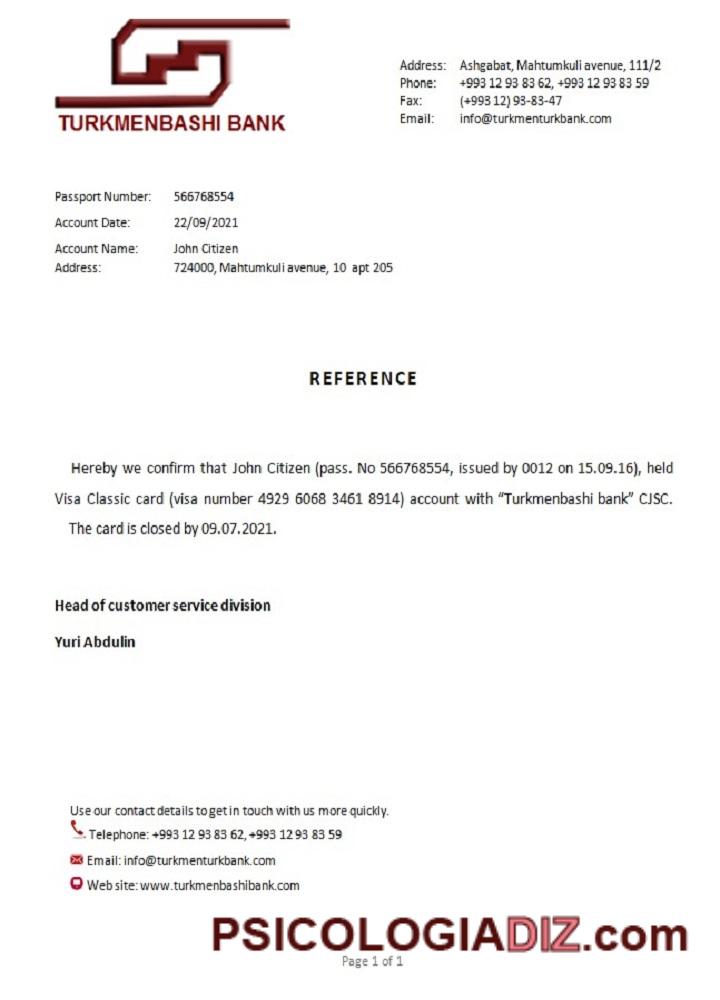 TURKMENBASHI BANK
Address: Ashgabat, Mahtumkuli avenue, 111/2
Phone: +993 12 93 83 62, +993 12 93 83 59
Fax: (+993 12) 93-83-47
Email: info@turkmenturkbank.com
Passport Number: 566768554
Account Date: 22/09/2021
Account Name: John Citizen
Address: 724000, Mahtumkuli avenue, 10 apt 205
REFERENCE
Hereby we confirm that John Citizen (pass. No 566768554, issued by 0012 on 15.09.16), held
Visa Classic card (visa number 4929 6068 3461 8914) account with “Turkmenbashi bank” CJSC.
The card is closed by 09.07.2021.
Head of customer service division
Yuri Abdulin
Use our contact details to get in touch with us more quickly.
Telephone: +993 12 93 83 62, +993 12 93 83 59
Email: info@turkmenturkbank.com
Web site: www.turkmenbashibank.com
PSICOLOGIADIZ.com
Page 1 of 1